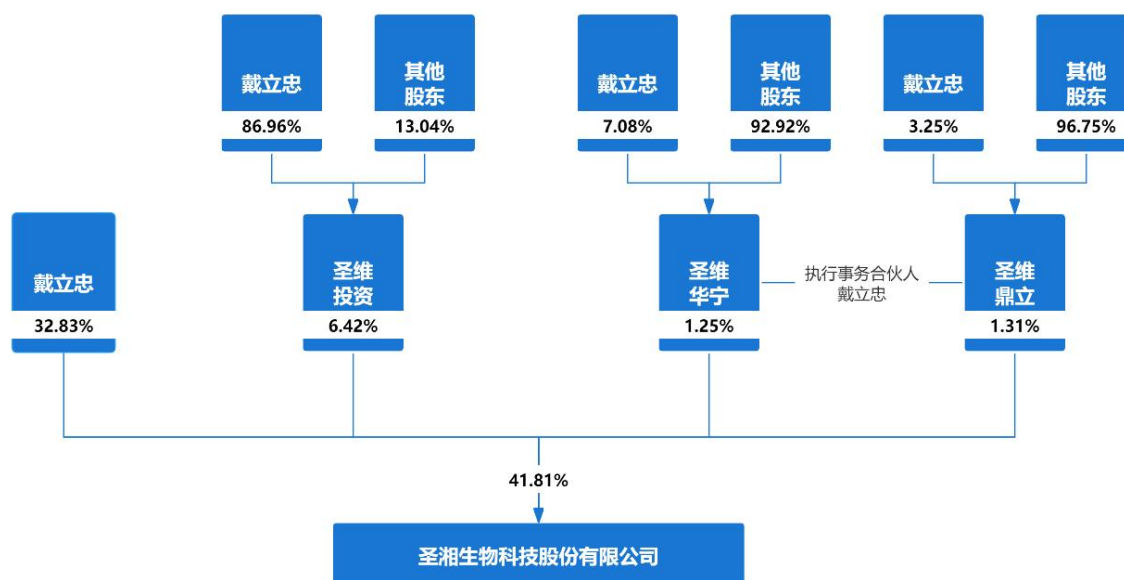 戴立忠
86.96%
其他
股东
13.04%
戴立忠
7.08%
其他
股东
92.92%
戴立忠
3.25%
其他
股东
96.75%
戴立忠
32.83%
圣维
投资
6.42%
圣维
华宁
1.25%
执行事务合伙人
戴立忠
圣维
鼎立
1.31%
41.81%
圣湘生物科技股份有限公司